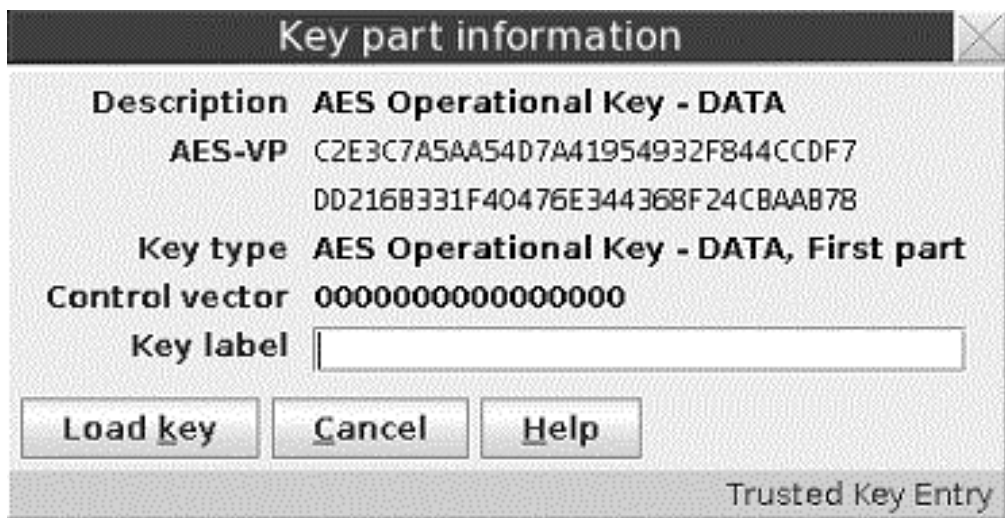 Key part information
Description AES Operational Key - DATA
AES-VP C2E3C7A5AA54D7A41954932F844CCDF7
DD216B331F40476E344368F24CBAAB78
Key type AES Operational Key - DATA, First part
Control vector 0000000000000000
Key label
Load key Cancel Help
Trusted Key Entry